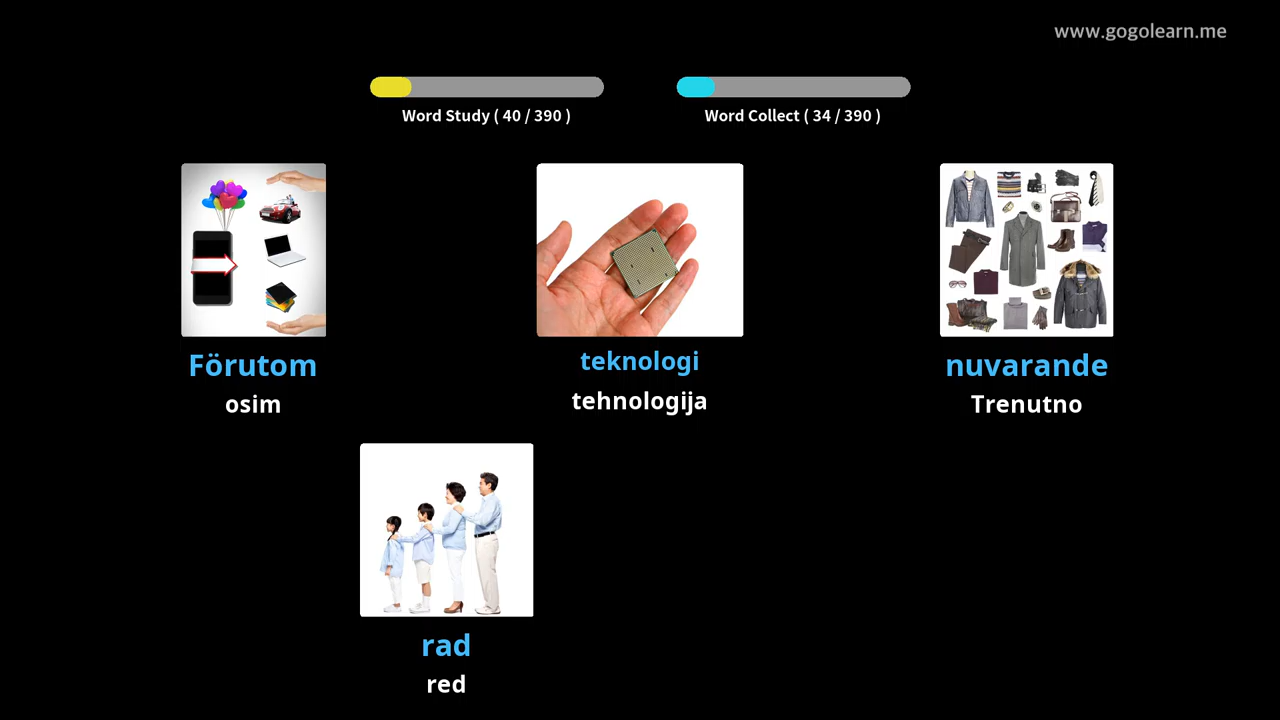 www.gogolearn.me
Word Study ( 40 / 390 )
Word Collect ( 34 / 390 )
Förutom
osim
teknologi
tehnologija
nuvarande
Trenutno
rad
red